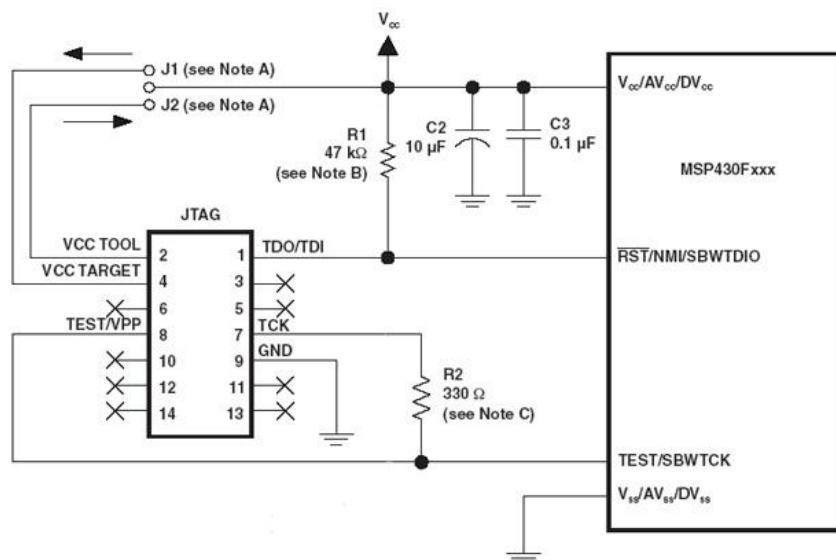 Vcc
J1 (see Note A)
J2 (see Note A)
R1
47 kΩ
(see Note B)
C2
10 µF
C3
0.1 µF
Vcc/AVcc/DVcc
MSP430Fxxx
JTAG
VCC TOOL
2
1
TDO/TDI
RST/NMI/SBWTDIO
VCC TARGET
4
3
6
5
TEST/VPP
8
7
TCK
10
9
GND
12
11
14
13
R2
330 Ω
(see Note C)
TEST/SBWTCK
Vss/AVss/DVss